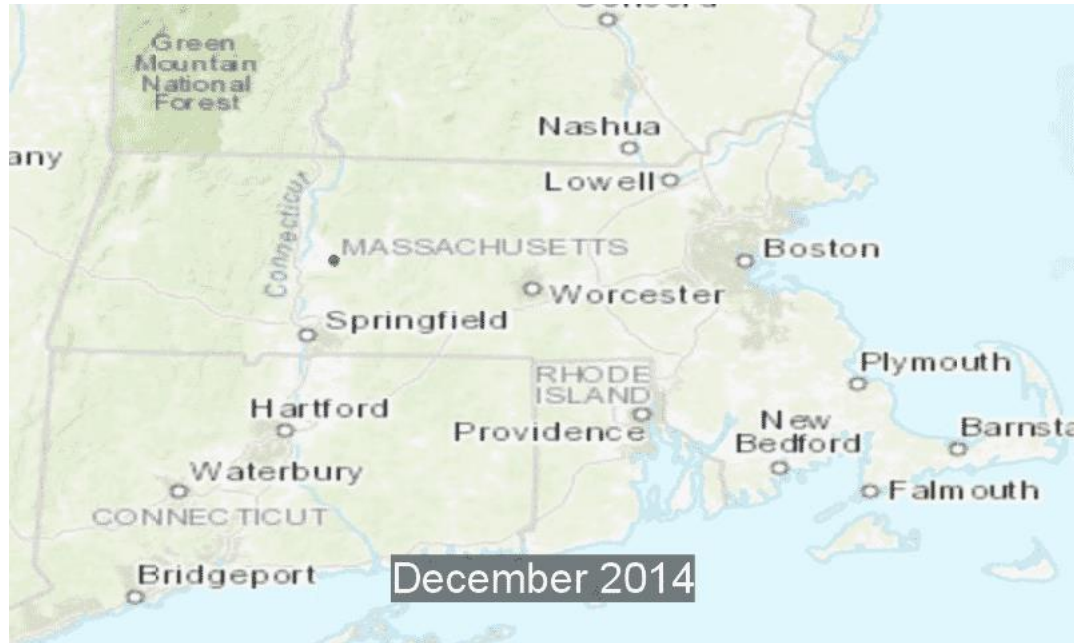 Green
Mountain
National
Forest
any
Nashua
Lowell
Connecticut
MASSACHUSETTS
Boston
Worcester
Springfield
Plymouth
RHODE
ISLAND
Hartford
Providence
New
Bedford
Barnsta
Waterbury
Falmouth
CONNECTICUT
Bridgeport
December 2014